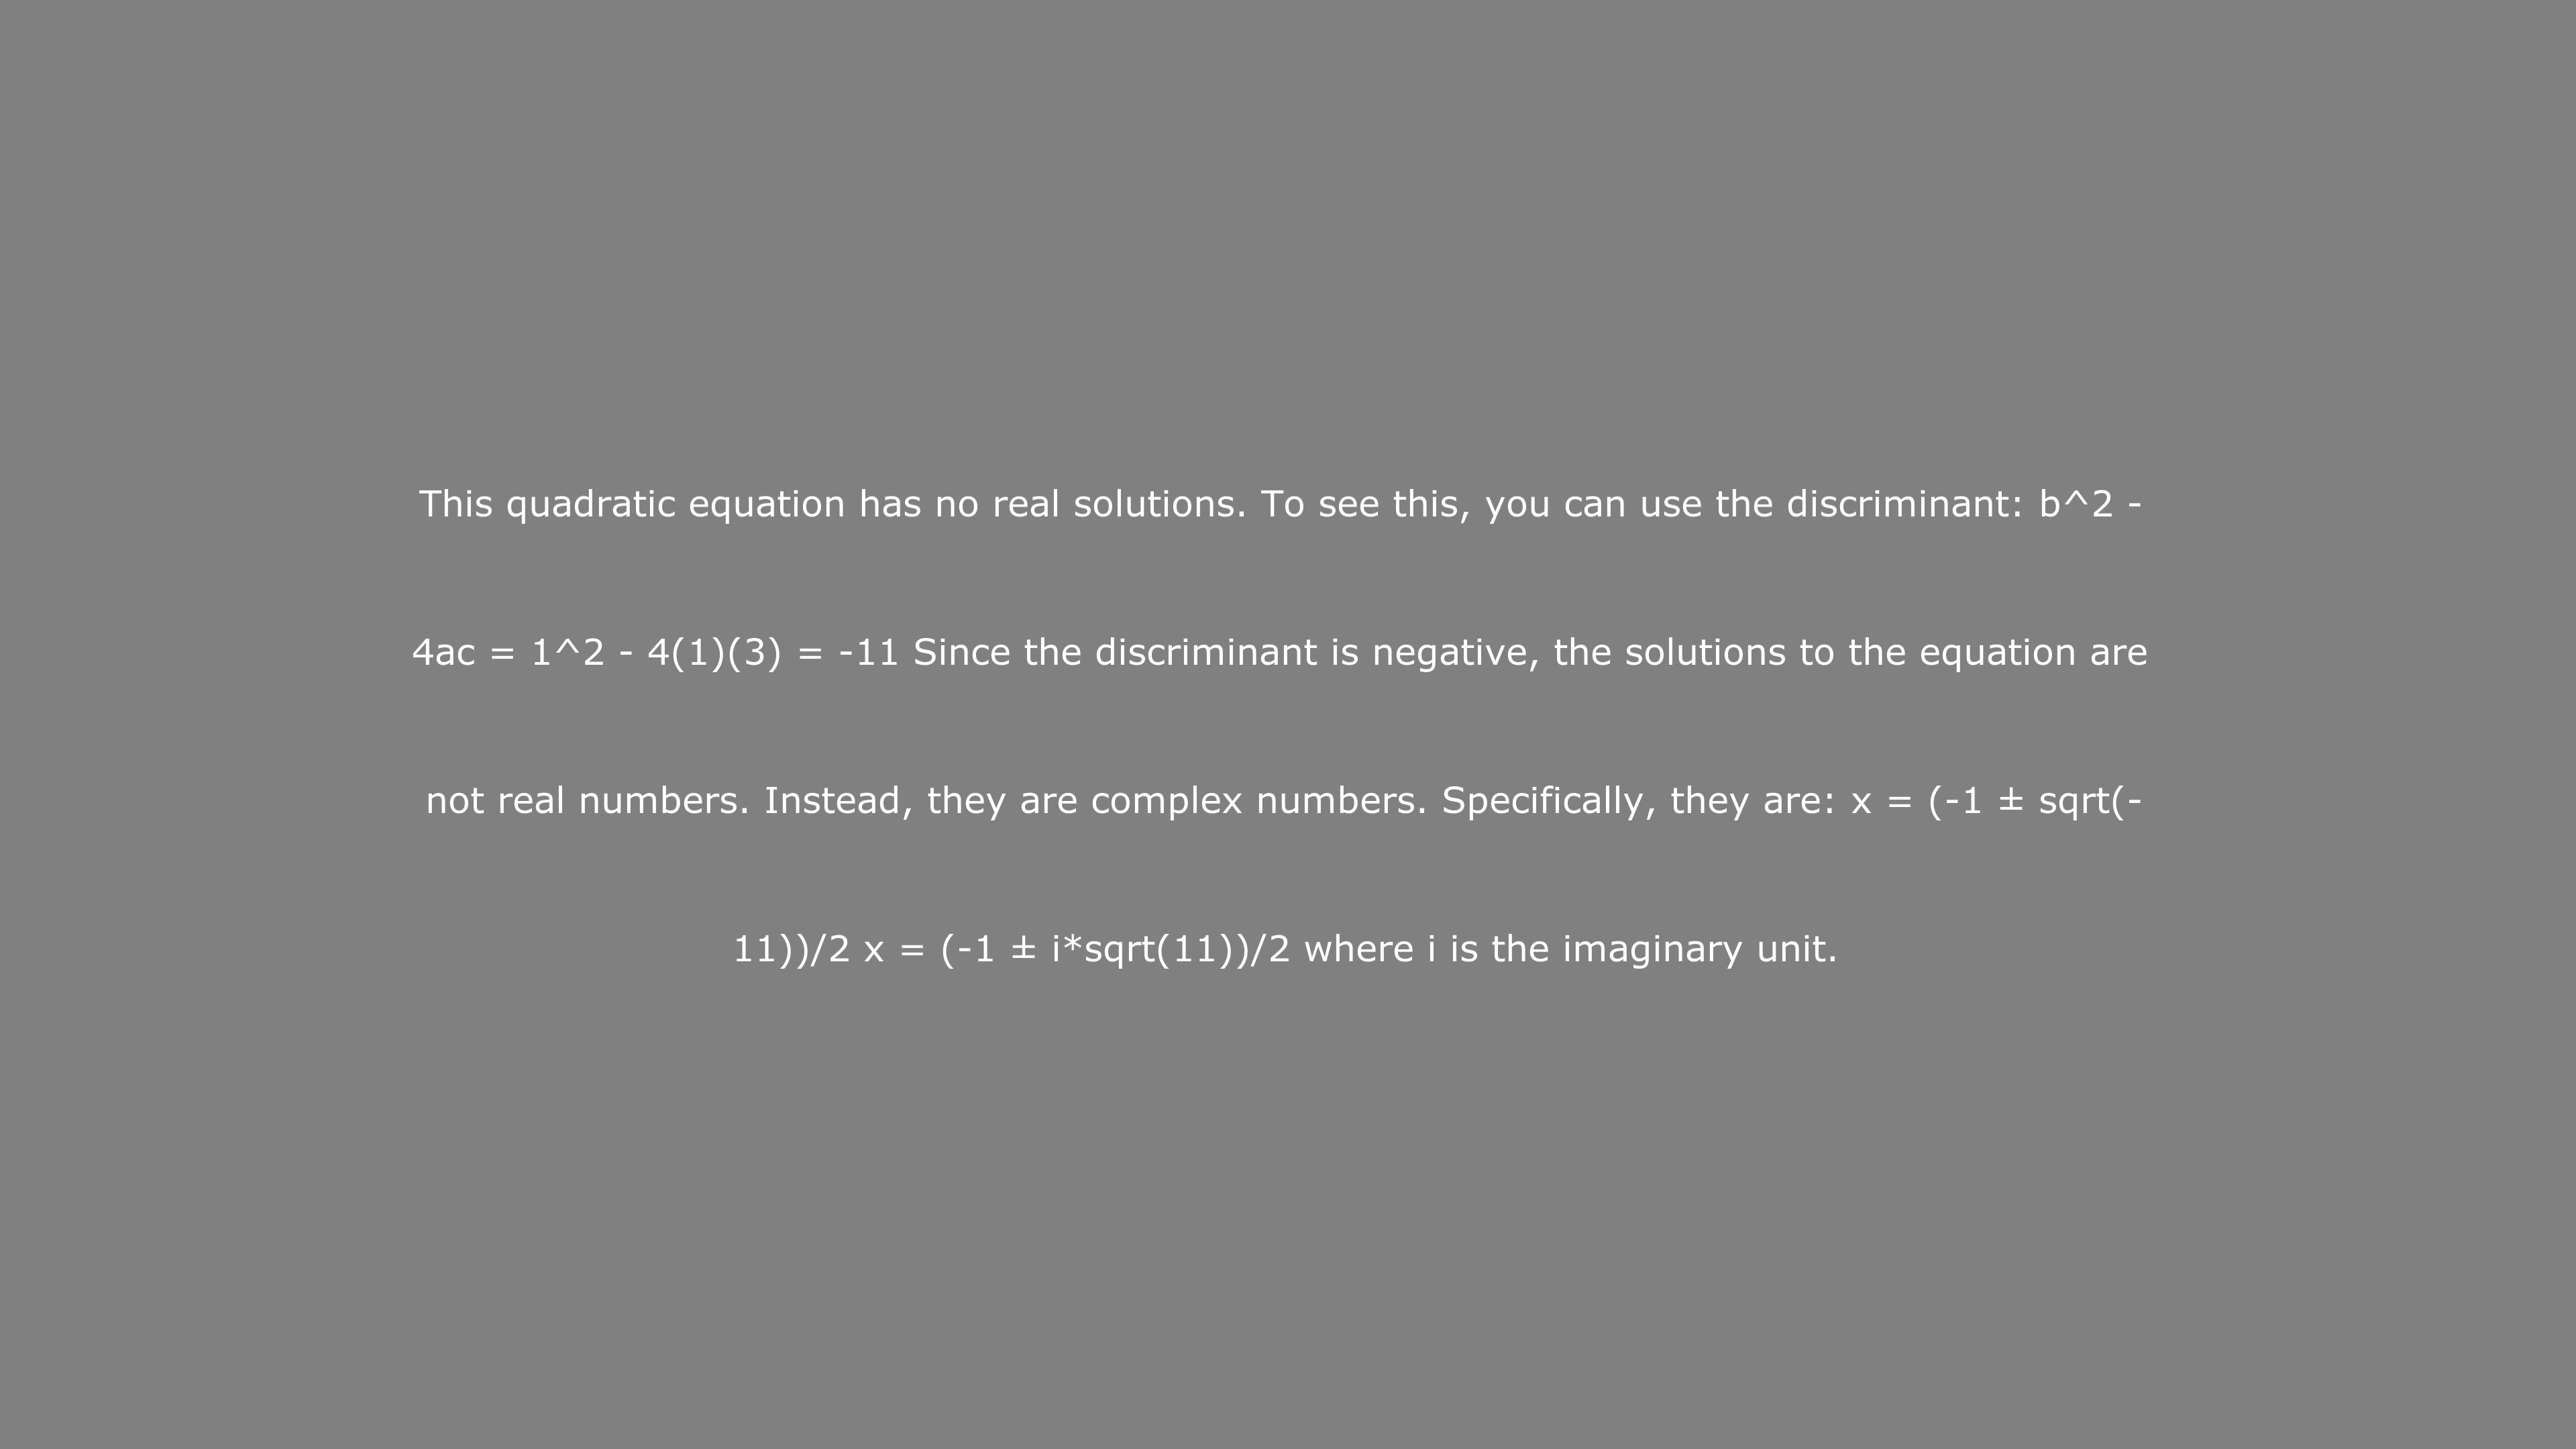 This quadratic equation has no real solutions. To see this, you can use the discriminant: b^2 -
4ac = 1^2 - 4(1)(3) = -11 Since the discriminant is negative, the solutions to the equation are
not real numbers. Instead, they are complex numbers. Specifically, they are: x = (-1 ± sqrt(-
11))/2 x = (-1 ± i*sqrt(11))/2 where i is the imaginary unit.